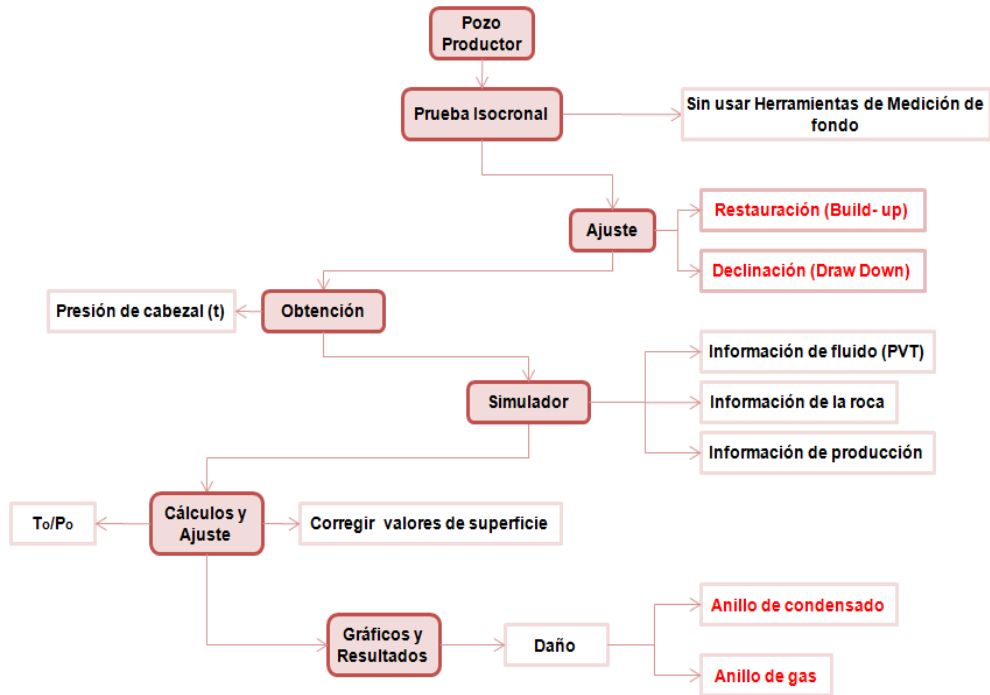 Pozo
Productor
Prueba Isocronal
Sin usar Herramientas de Medición de
fondo
Ajuste
Restauración (Build- up)
Declinación (Draw Down)
Presión de cabezal (t)
Obtención
Simulador
Información de fluido (PVT)
Información de la roca
Información de producción
To/Po
Cálculos y
Ajuste
Corregir valores de superficie
Gráficos y
Resultados
Daño
Anillo de condensado
Anillo de gas